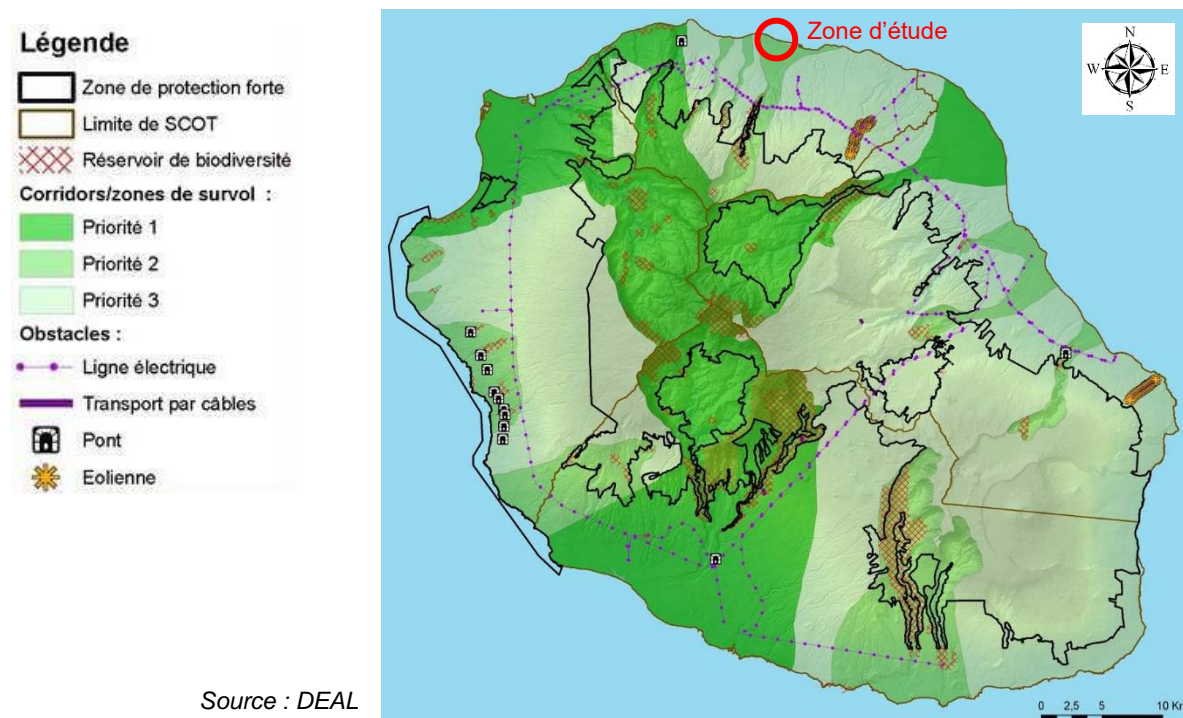 Légende
Zone de protection forte
Limite de SCOT
Réservoir de biodiversité
Corridors/zones de survol :
Priorité 1
Priorité 2
Priorité 3
Obstacles :
Ligne électrique
Transport par câbles
Pont
Eolienne
Source : DEAL
Zone d'étude
N
W E
S
0 2,5 5 10 Km